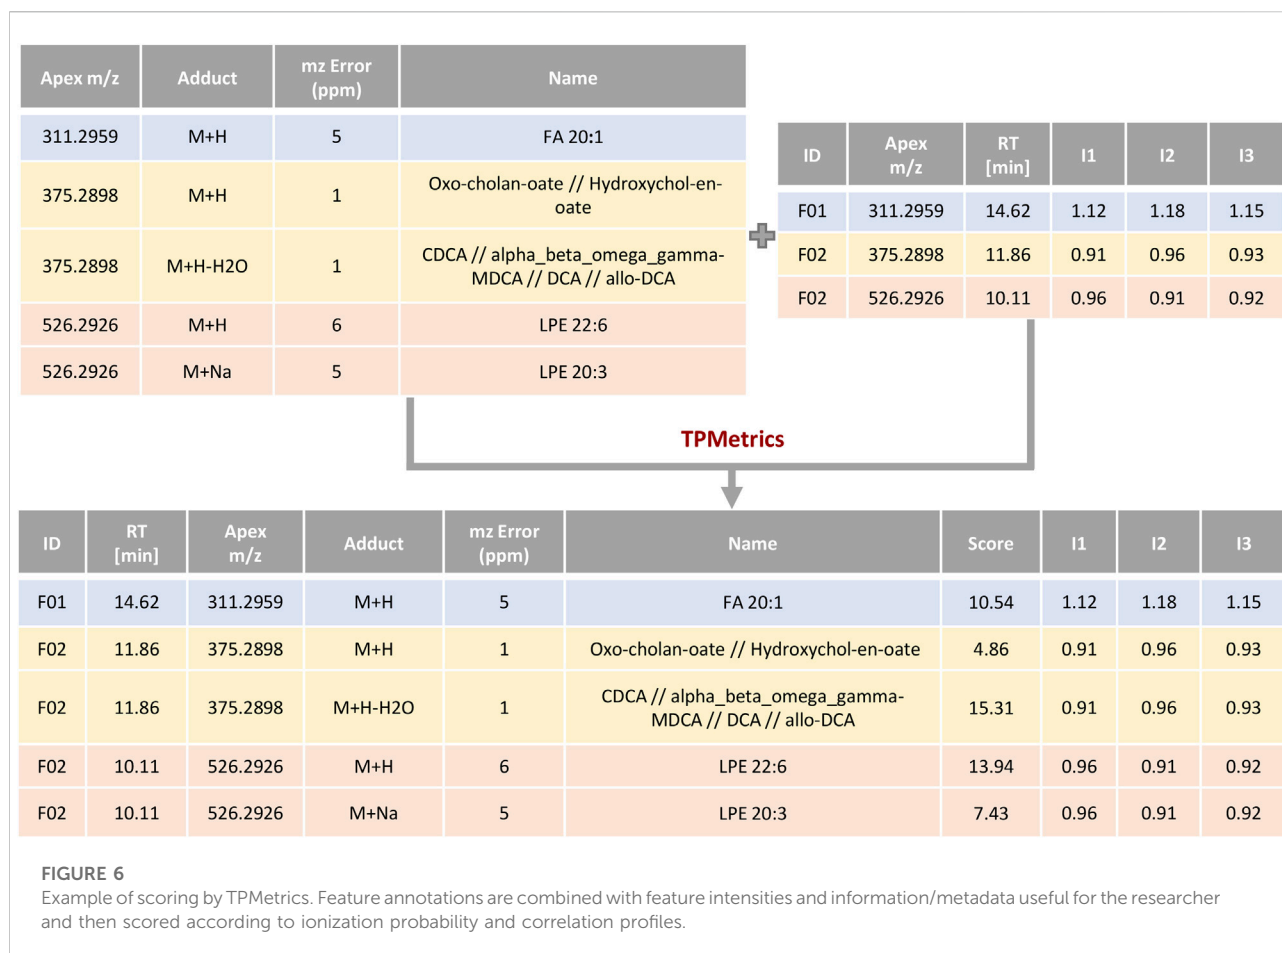 Apex m/z Adduct mz Error (ppm) Name
311.2959 M+H 5 FA 20:1
375.2898 M+H 1 Oxo-cholan-oate // Hydroxychol-en-
oate
375.2898 M+H-H2O 1 CDCA // alpha_beta_omega_gamma-
MDCA // DCA // allo-DCA
526.2926 M+H 6 LPE 22:6
526.2926 M+Na 5 LPE 20:3
ID Apex m/z RT [min] I1 I2 I3
F01 311.2959 14.62 1.12 1.18 1.15
F02 375.2898 11.86 0.91 0.96 0.93
F02 526.2926 10.11 0.96 0.91 0.92
TPMetrics
ID RT [min] Apex m/z Adduct mz Error (ppm) Name Score I1 I2 I3
F01 14.62 311.2959 M+H 5 FA 20:1 10.54 1.12 1.18 1.15
F02 11.86 375.2898 M+H 1 Oxo-cholan-oate // Hydroxychol-en-oate 4.86 0.91 0.96 0.93
F02 11.86 375.2898 M+H-H2O 1 CDCA // alpha_beta_omega_gamma-
MDCA // DCA // allo-DCA 15.31 0.91 0.96 0.93
F02 10.11 526.2926 M+H 6 LPE 22:6 13.94 0.96 0.91 0.92
F02 10.11 526.2926 M+Na 5 LPE 20:3 7.43 0.96 0.91 0.92
FIGURE 6
Example of scoring by TPMetrics. Feature annotations are combined with feature intensities and information/metadata useful for the researcher
and then scored according to ionization probability and correlation profiles.